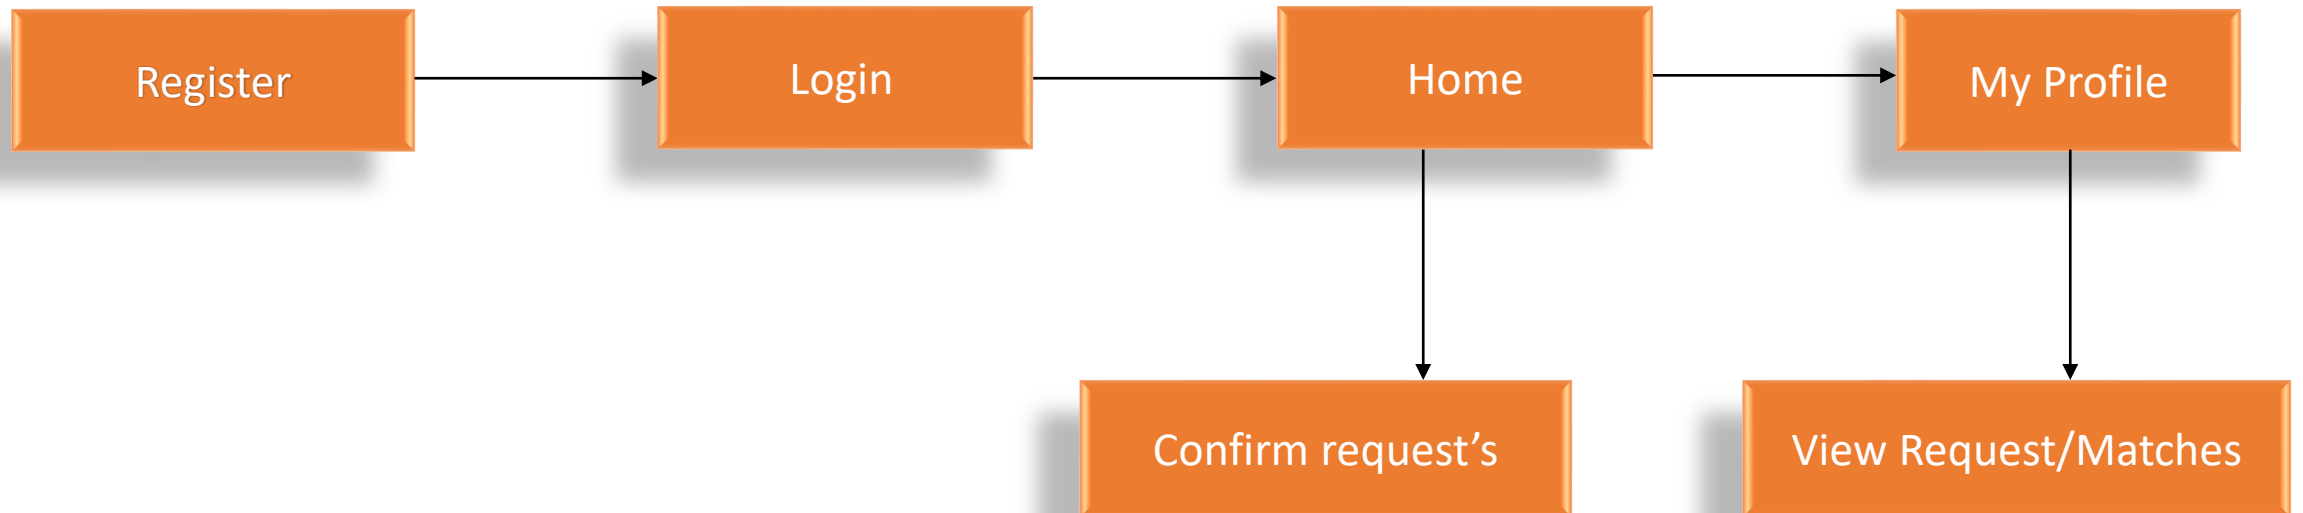 Register
Login
Home
My Profile
Confirm request’s
View Request/Matches